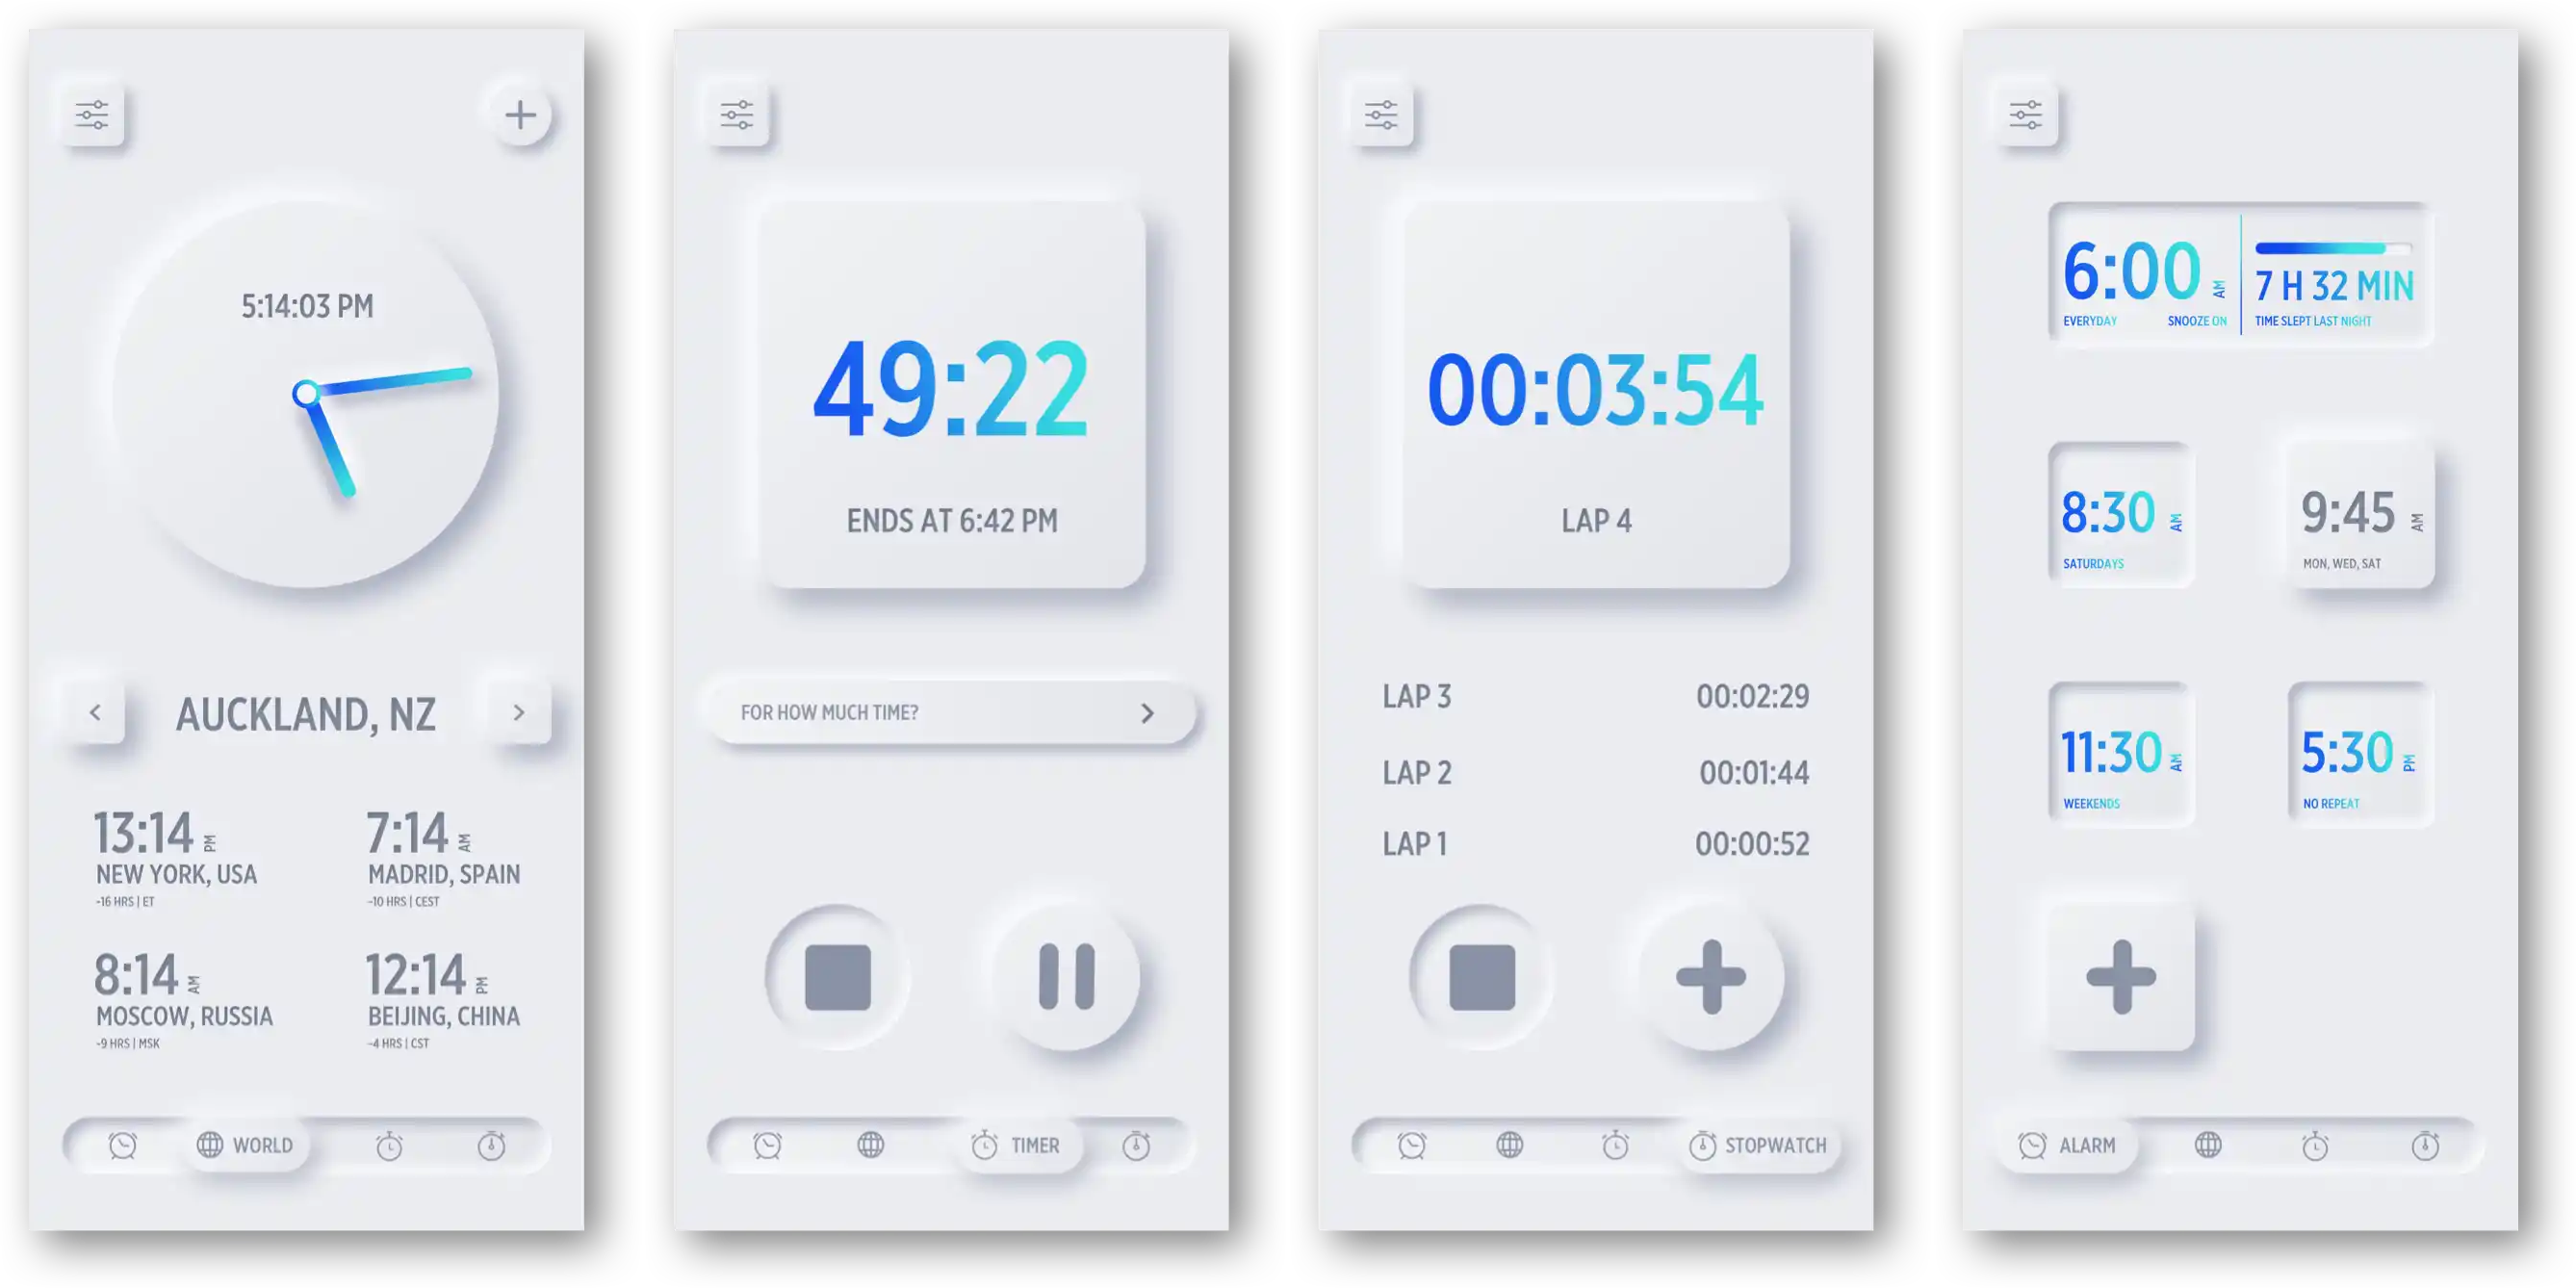 5:14:03 PM
AUCKLAND, NZ
13:14 PM
NEW YORK, USA
-16 HRS | ET
7:14 AM
MADRID, SPAIN
-10 HRS | CEST
8:14 AM
MOSCOW, RUSSIA
-9 HRS | MSK
12:14 PM
BEIJING, CHINA
-4 HRS | CST
WORLD
49:22
ENDS AT 6:42 PM
FOR HOW MUCH TIME?
TIMER
00:03:54
LAP 4
LAP 3 00:02:29
LAP 2 00:01:44
LAP 1 00:00:52
STOPWATCH
6:00 AM
EVERYDAY SNOOZE ON
7 H 32 MIN
TIME SLEPT LAST NIGHT
8:30 AM
SATURDAYS
9:45 AM
MON, WED, SAT
11:30 AM
WEEKENDS
5:30 PM
NO REPEAT
ALARM